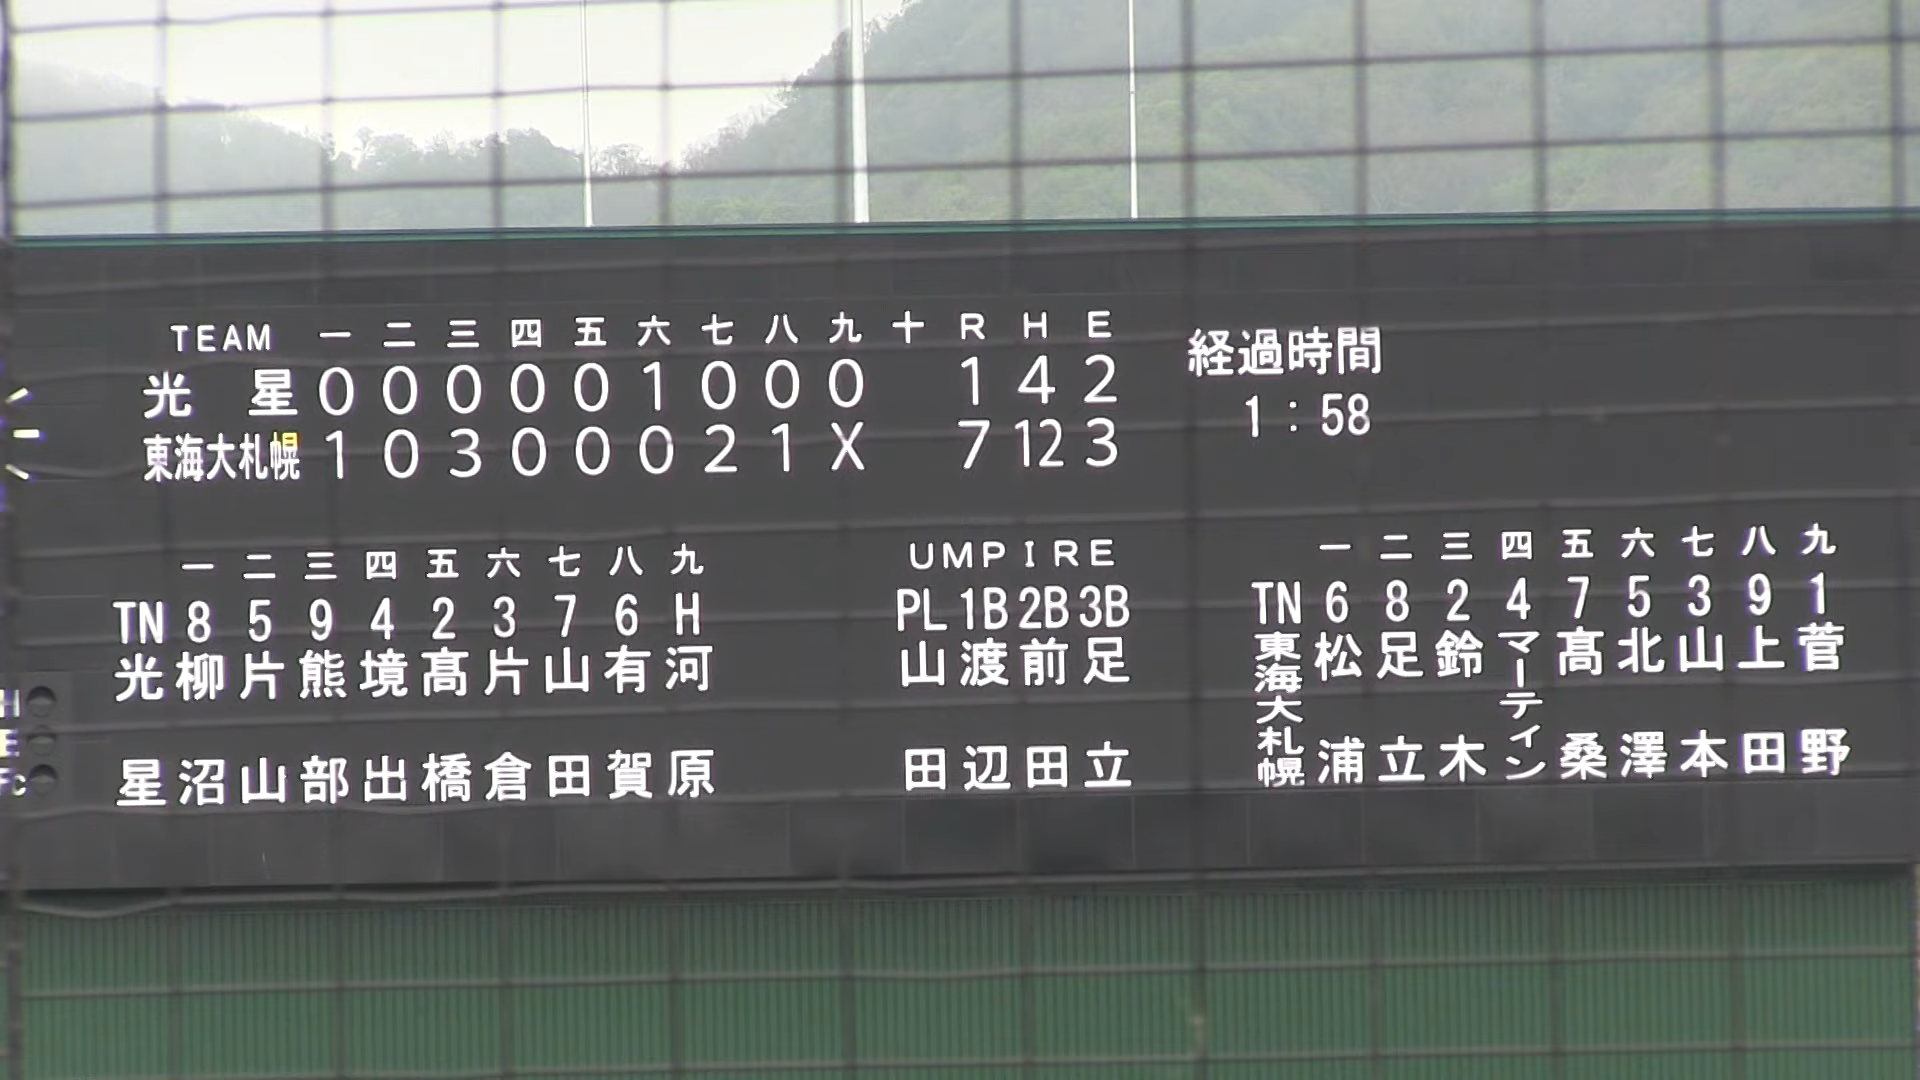 TEAM 一 二 三 四 五 六 七 八 九 十 R H E
光星 0 0 0 0 0 1 0 0 0 1 4 2
東海大札幌 1 0 3 0 0 0 2 1 X 7 12 3
経過時間
1:58
一 二 三 四 五 六 七 八 九
TN 8 5 9 4 2 3 7 6 H
光星 柳沼 片山 熊部 境出 髙橋 片倉 山田 有賀 河原
UMPIRE
PL 1B 2B 3B
山田 渡辺 前田 足立
一 二 三 四 五 六 七 八 九
TN 6 8 2 4 7 5 3 9 1
東海大札幌 松浦 足立 鈴木 マーティン 髙桑 北澤 山本 上田 菅野
H
E
Fc